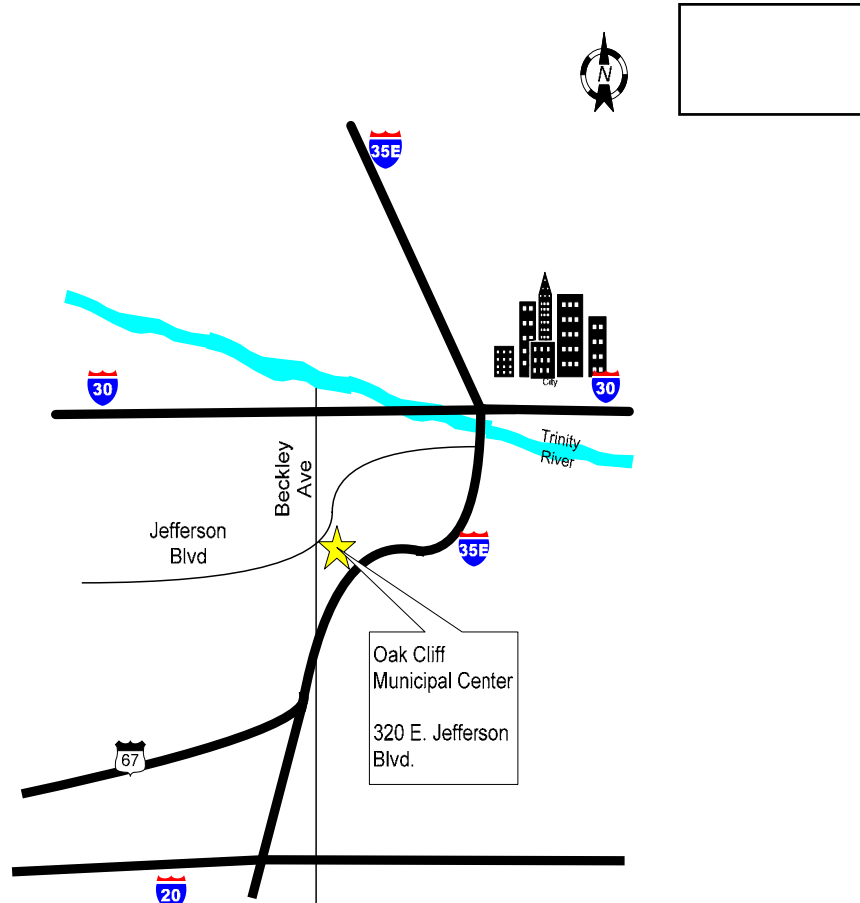 N
35E
City
30
30
Trinity
River
Beckley
Ave
Jefferson
Blvd
35E
Oak Cliff
Municipal Center
320 E. Jefferson
Blvd.
67
20